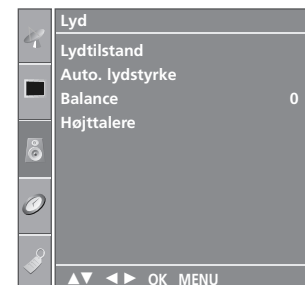 Lyd
Lydtilstand
Auto. lydstyrke
Balance 0
Højttalere
▲▼ ◄► OK MENU